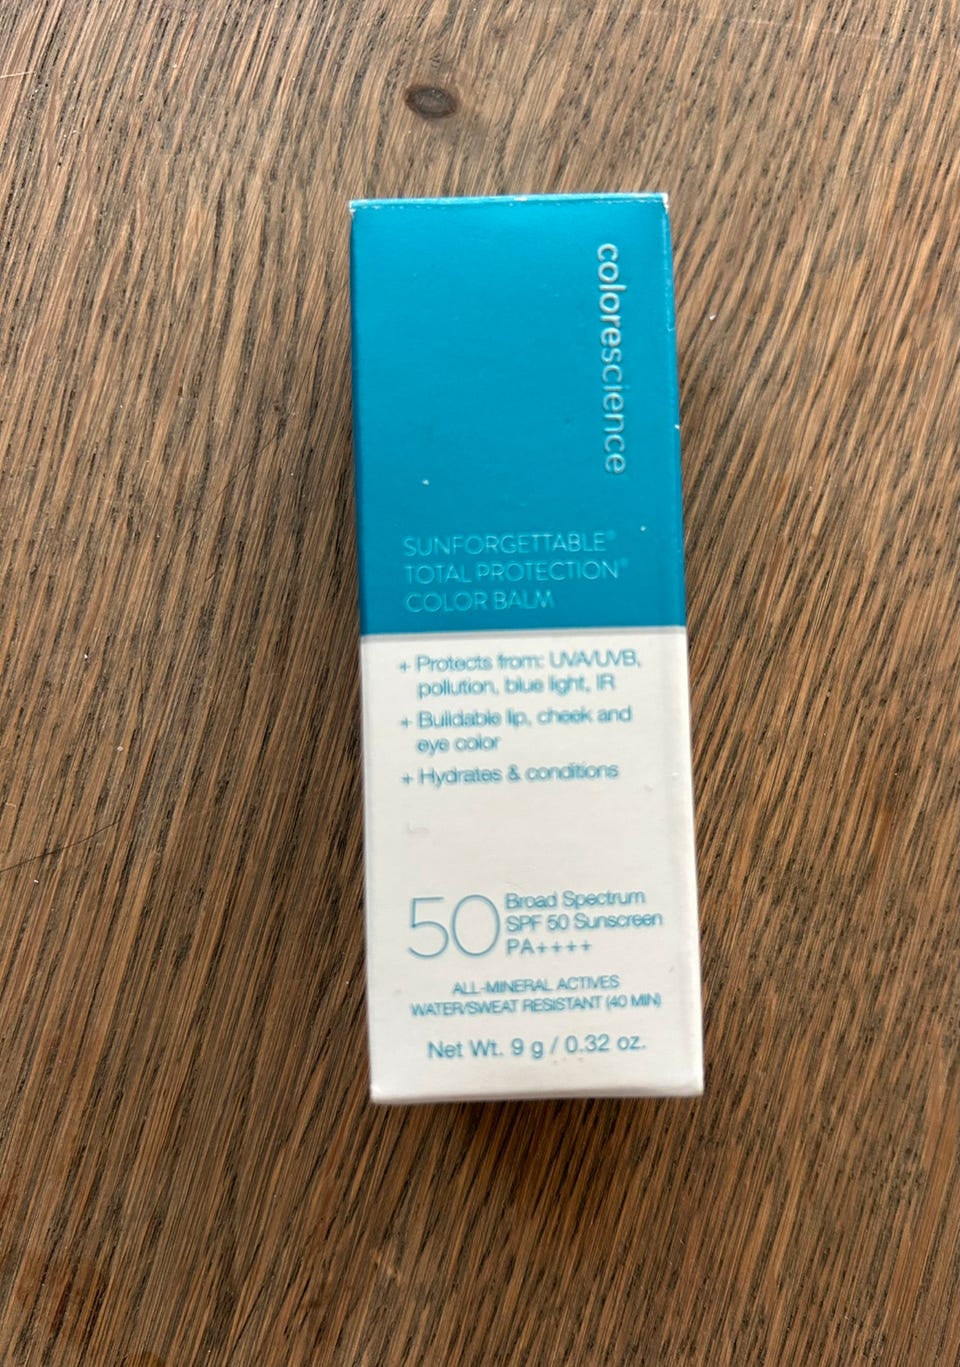 colorescience
SUNFORGETTABLE®
TOTAL PROTECTION®
COLOR BALM
+ Protects from: UVA/UVB,
pollution, blue light, IR
+ Buildable lip, cheek and
eye color
+ Hydrates & conditions
50
Broad Spectrum
SPF 50 Sunscreen
PA++++
ALL-MINERAL ACTIVES
WATER/SWEAT RESISTANT (40 MIN)
Net Wt. 9 g / 0.32 oz.